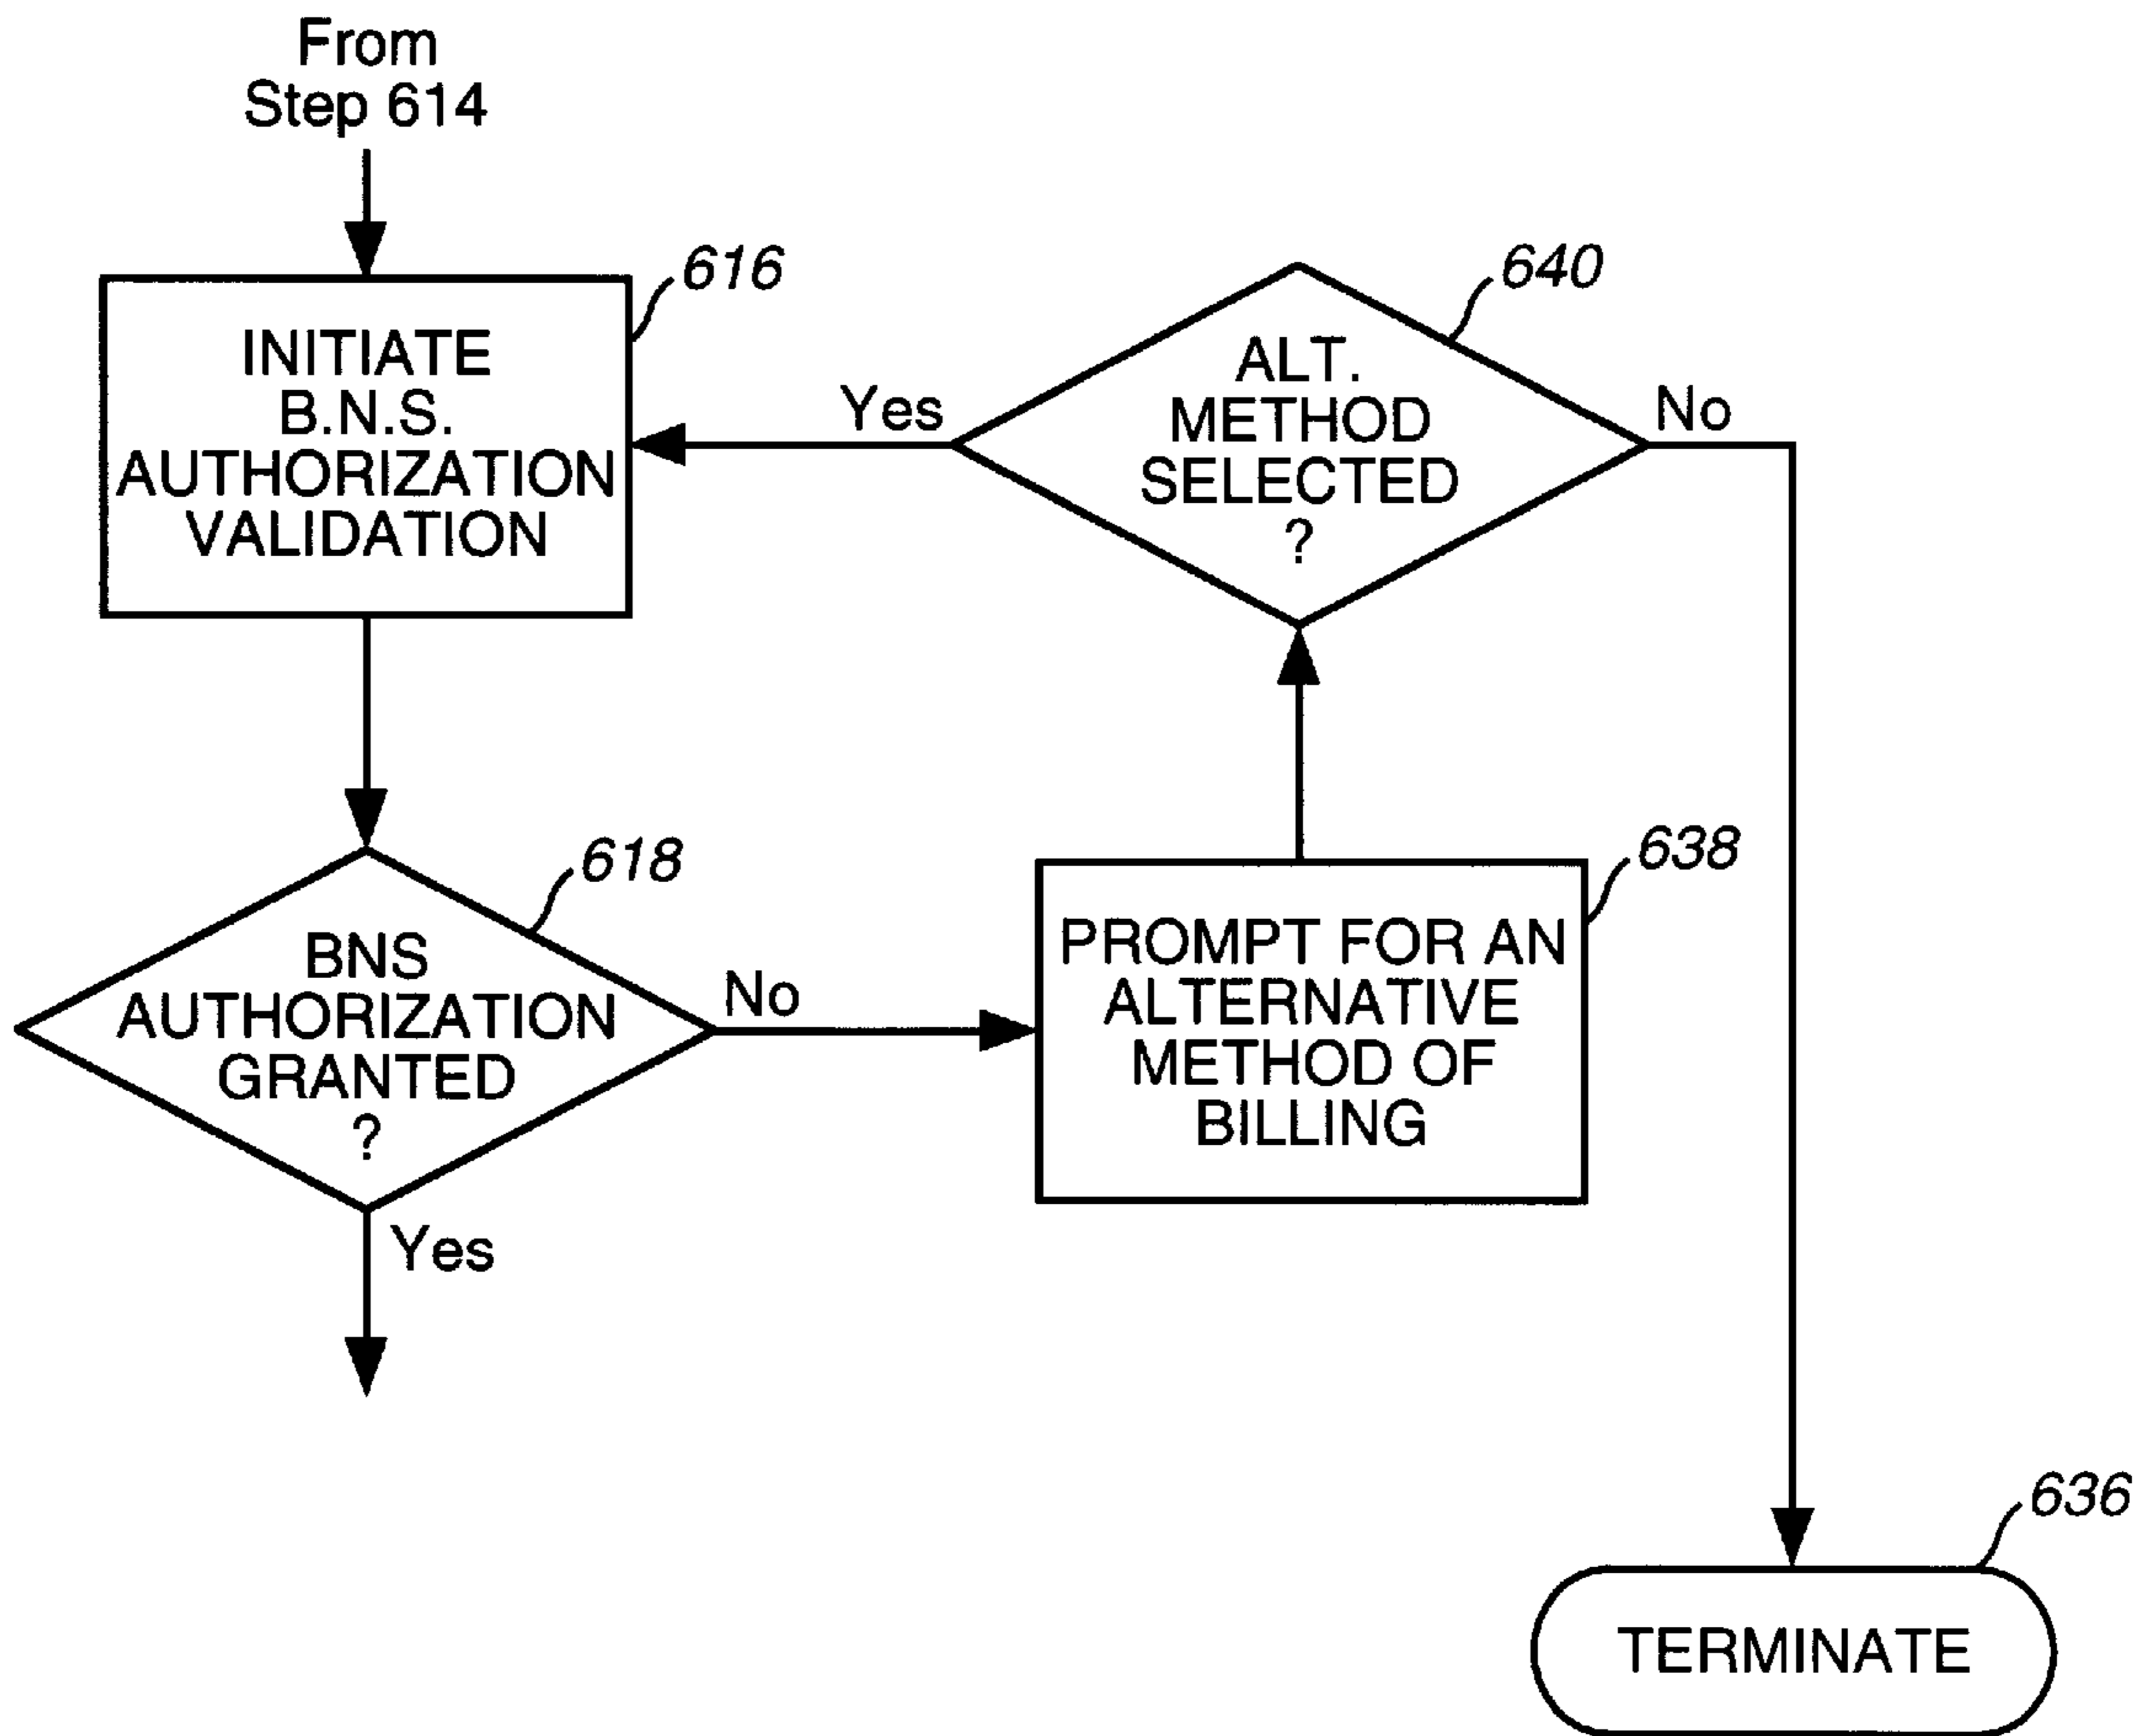 From
Step 614
616
INITIATE
B.N.S.
AUTHORIZATION
VALIDATION
640
ALT.
METHOD
SELECTED
?
Yes
No
618
BNS
AUTHORIZATION
GRANTED
?
No
Yes
638
PROMPT FOR AN
ALTERNATIVE
METHOD OF
BILLING
636
TERMINATE